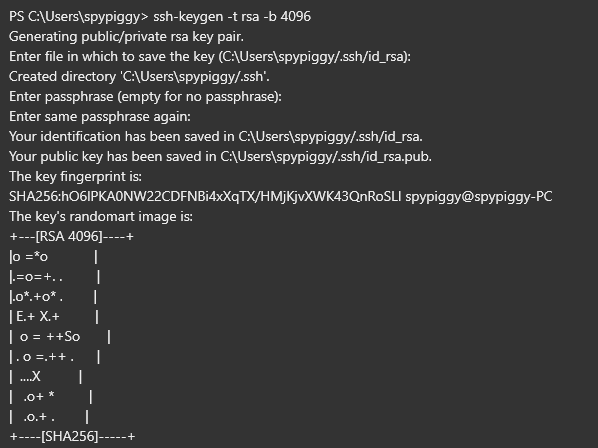 PS C:\Users\spypiggy> ssh-keygen -t rsa -b 4096
Generating public/private rsa key pair.
Enter file in which to save the key (C:\Users\spypiggy/.ssh/id_rsa):
Created directory 'C:\Users\spypiggy/.ssh'.
Enter passphrase (empty for no passphrase):
Enter same passphrase again:
Your identification has been saved in C:\Users\spypiggy/.ssh/id_rsa.
Your public key has been saved in C:\Users\spypiggy/.ssh/id_rsa.pub.
The key fingerprint is:
SHA256:hO6IPKA0NW22CDFNBi4xXqTX/HMjKjvXWK43QnRoSLI spypiggy@spypiggy-PC
The key's randomart image is:
+---[RSA 4096]----+
|o =*o            |
|.=o=+. .         |
|.o*.+o* .        |
| E.+ X.+         |
|  o = ++So       |
| . o =.++ .      |
|  ....X          |
|   .o+ *         |
|   .o.+ .        |
+----[SHA256]-----+